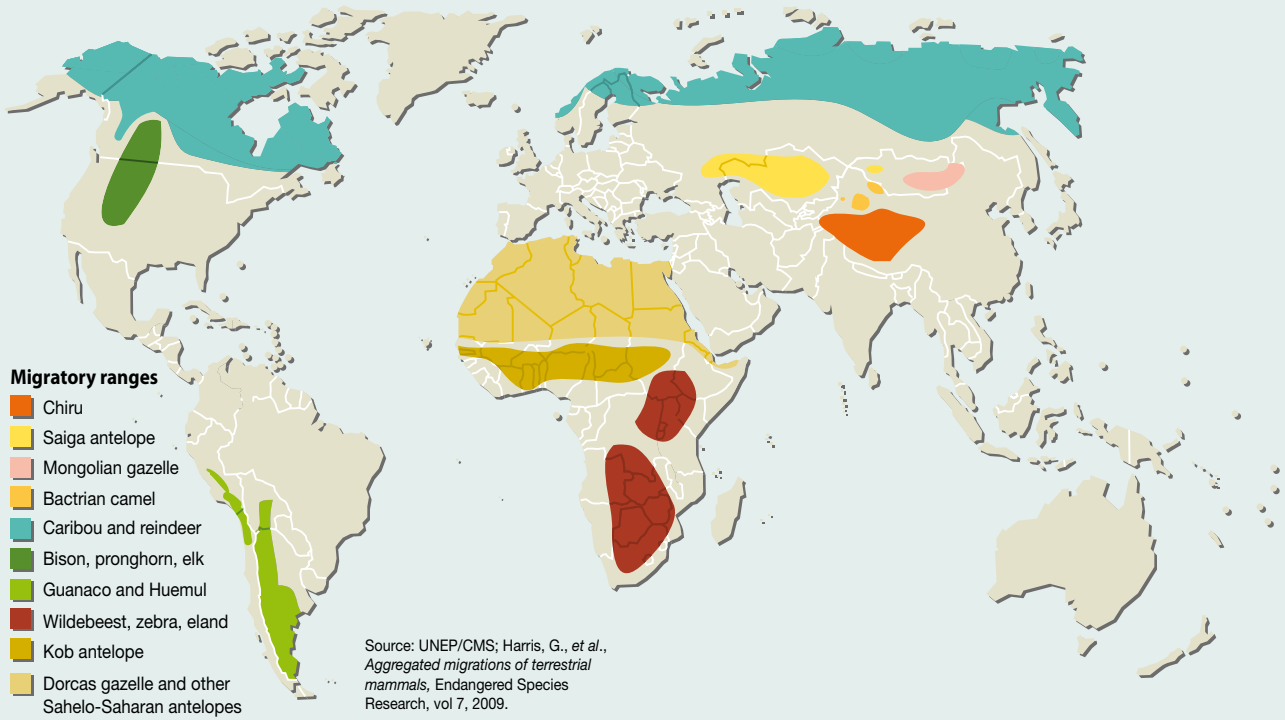 Migratory ranges
Chiru
Saiga antelope
Mongolian gazelle
Bactrian camel
Caribou and reindeer
Bison, pronghorn, elk
Guanaco and Huemul
Wildebeest, zebra, eland
Kob antelope
Dorcas gazelle and other
Sahelo-Saharan antelopes
Source: UNEP/CMS; Harris, G., et al.,
Aggregated migrations of terrestrial
mammals, Endangered Species
Research, vol 7, 2009.